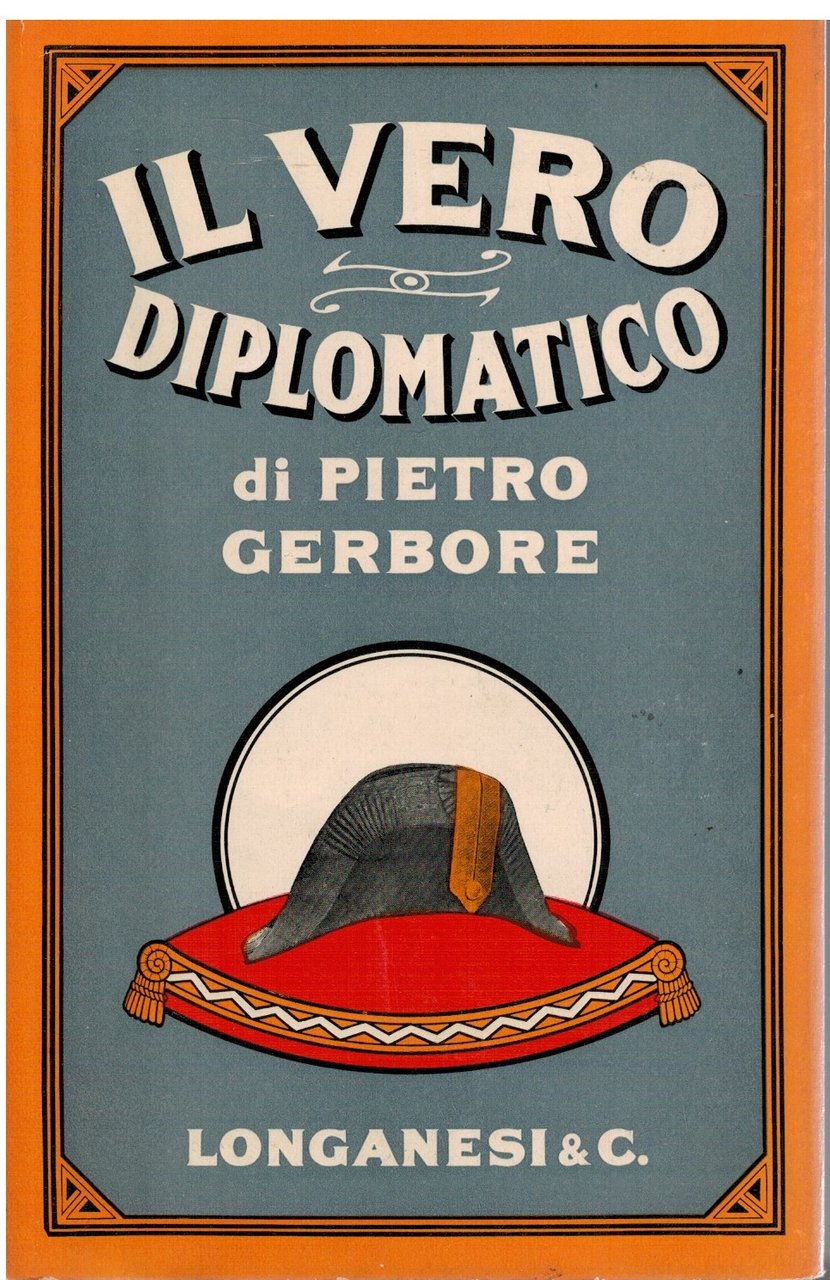 IL VERO
DIPLOMATICO
di PIETRO
GERBORE
LONGANESI & C.